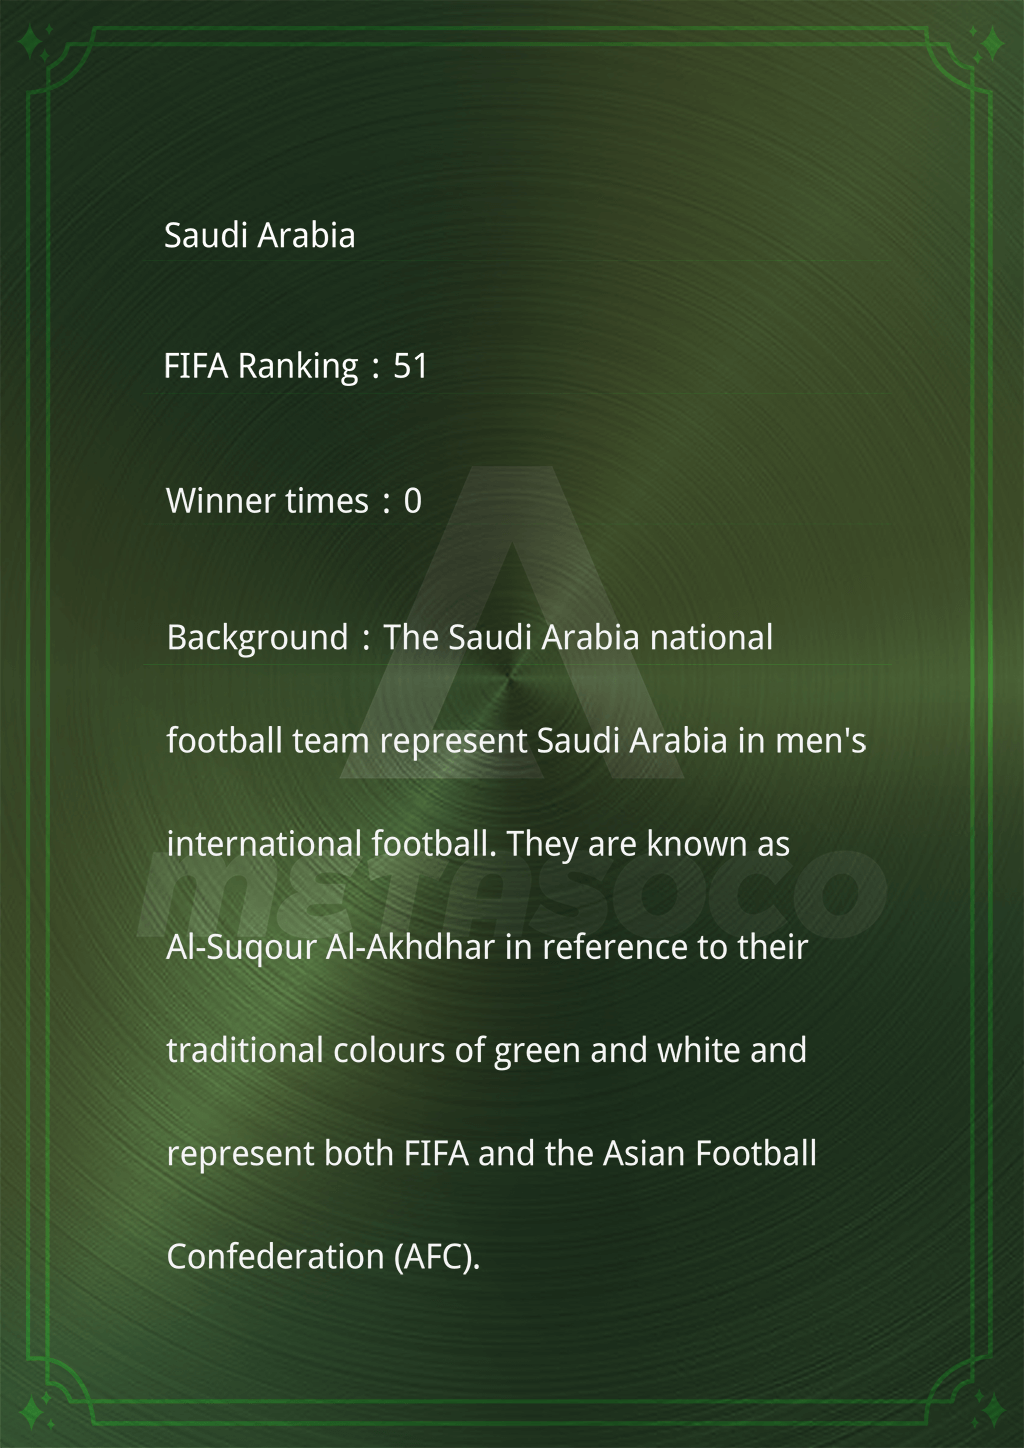 Saudi Arabia
FIFA Ranking：51
Winner times：0
Background：The Saudi Arabia national
football team represent Saudi Arabia in men's
international football. They are known as
METASOCO
Al-Suqour Al-Akhdhar in reference to their
traditional colours of green and white and
represent both FIFA and the Asian Football
Confederation (AFC).